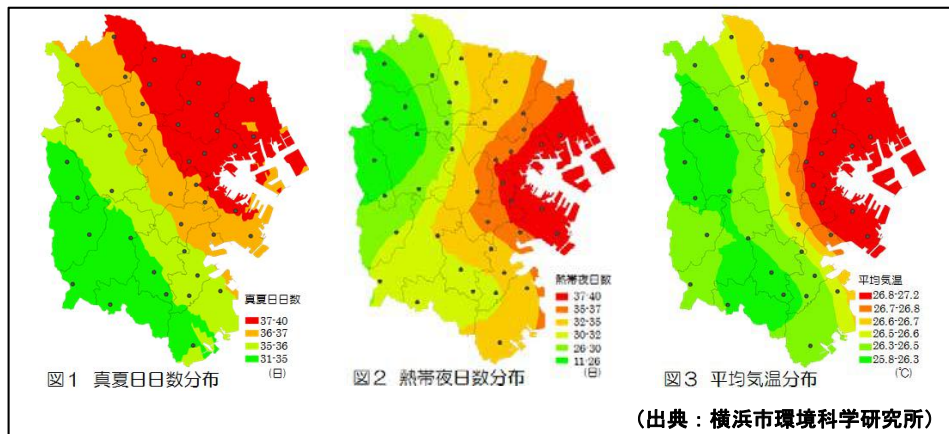 真夏日日数
37-40
36-37
35-36
31-35
(日)
図1 真夏日日数分布
熱帯夜日数
37-40
35-37
32-35
30-32
26-30
11-26
(日)
図2 熱帯夜日数分布
平均気温
26.8-27.2
26.7-26.8
26.6-26.7
26.5-26.6
26.3-26.5
25.8-26.3
(℃)
図3 平均気温分布
(出典：横浜市環境科学研究所)